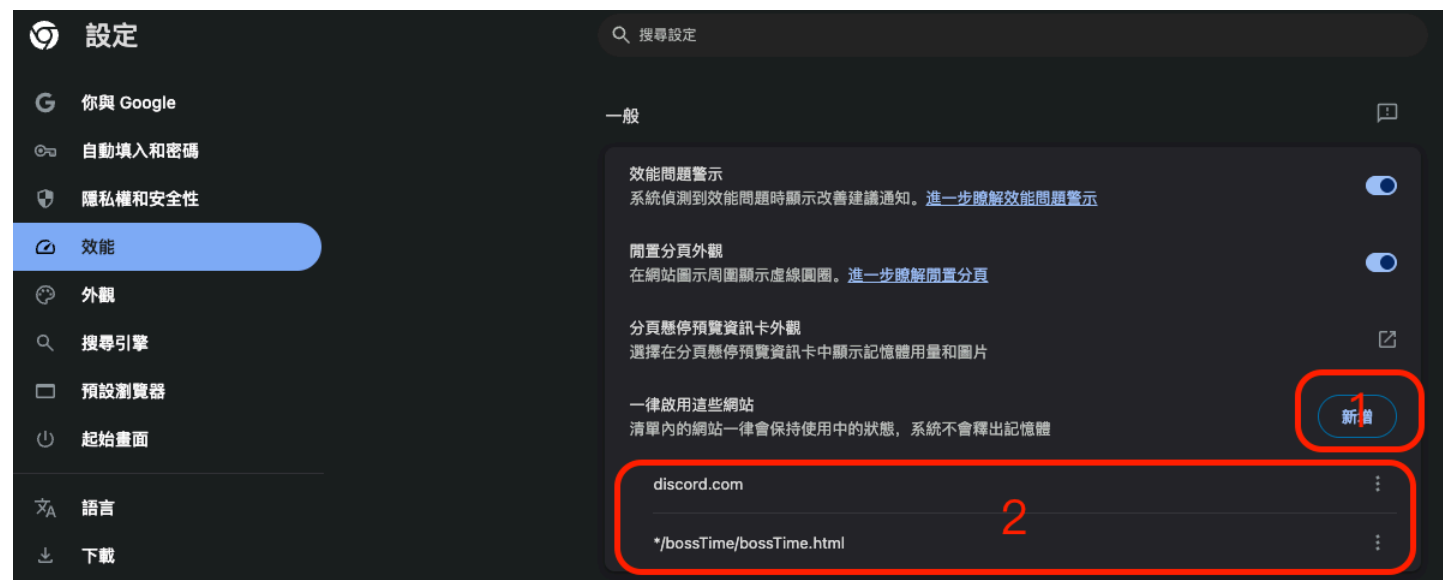 設定
搜尋設定
你與 Google
自動填入和密碼
隱私權和安全性
效能
外觀
搜尋引擎
預設瀏覽器
起始畫面
語言
下載
一般
效能問題警示
系統偵測到效能問題時顯示改善建議通知。進一步瞭解效能問題警示
閒置分頁外觀
在網站圖示周圍顯示虛線圓圈。進一步瞭解閒置分頁
分頁懸停預覽資訊卡外觀
選擇在分頁懸停預覽資訊卡中顯示記憶體用量和圖片
一律啟用這些網站
清單內的網站一律會保持使用中的狀態，系統不會釋出記憶體
新增
1
discord.com
2
*/bossTime/bossTime.html